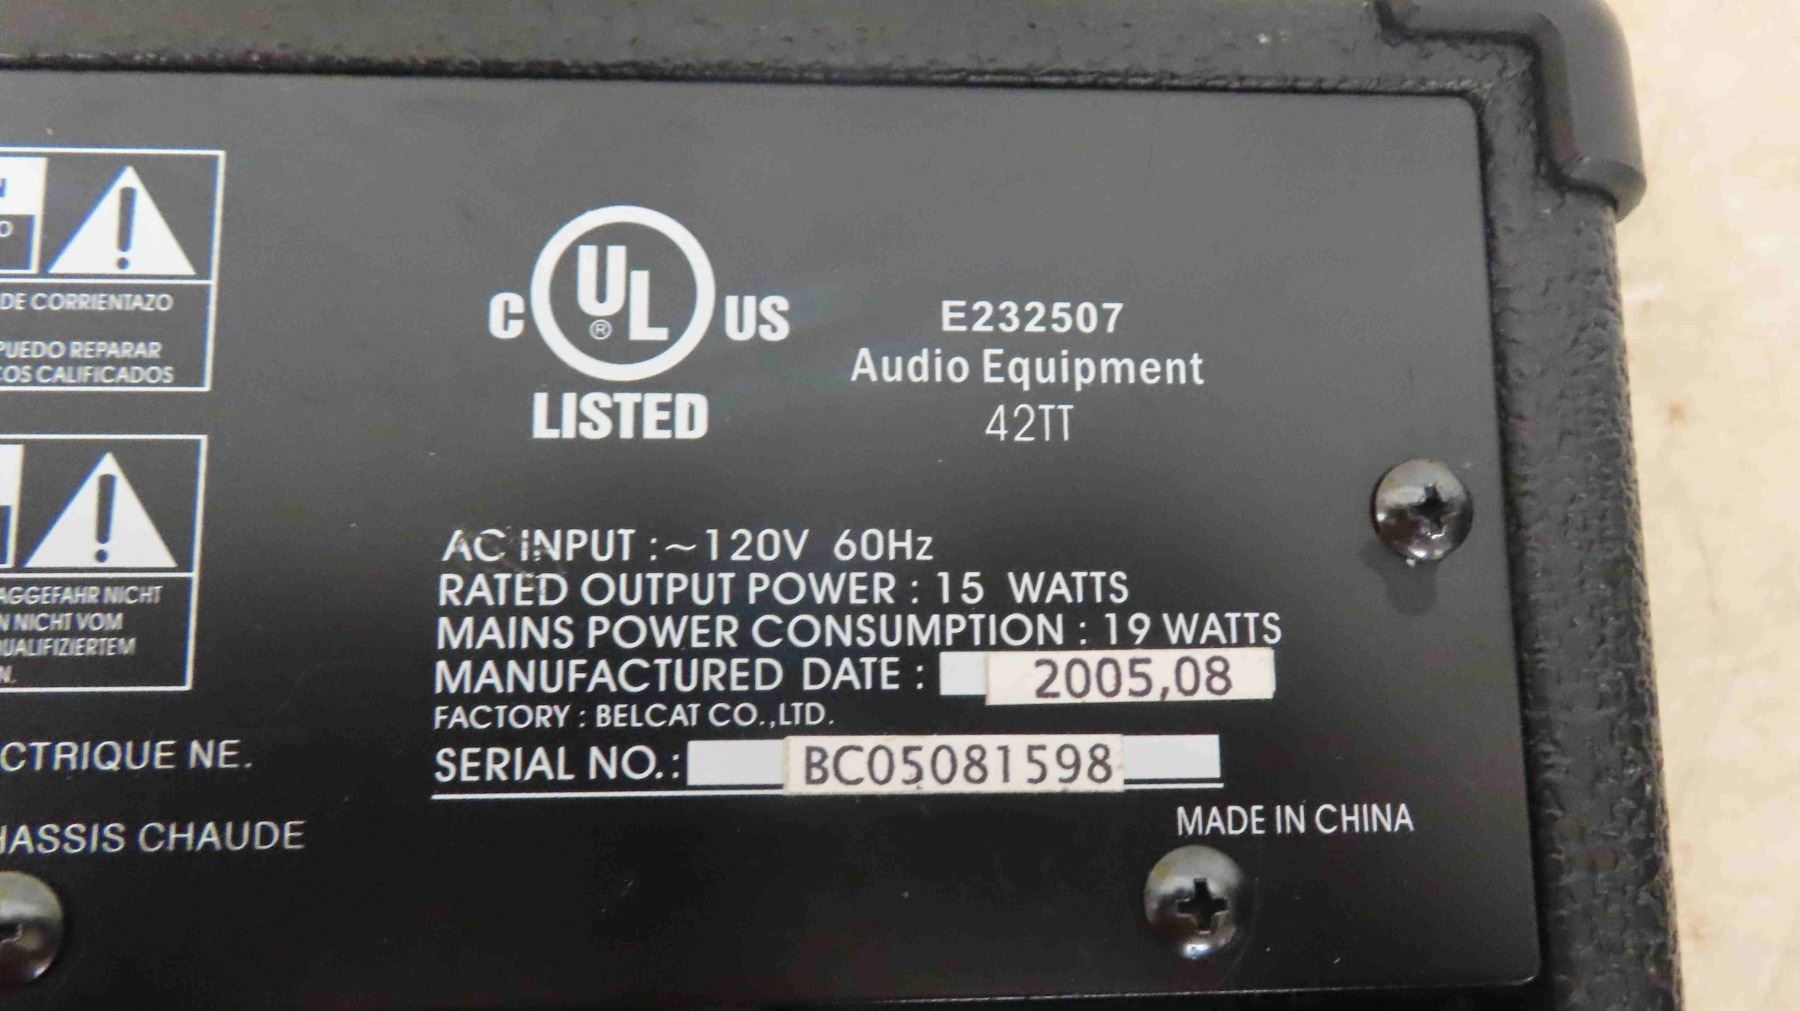 N
O
DE CORRIENTAZO
PUEDO REPARAR
COS CALIFICADOS
AGGEFAHR NICHT
N NICHT VOM
QUALIFIZIERTEM
N.
CTRIQUE NE.
HASSIS CHAUDE
C UL® US
LISTED
E232507
Audio Equipment
42TT
AC INPUT : ~120V 60Hz
RATED OUTPUT POWER : 15 WATTS
MAINS POWER CONSUMPTION : 19 WATTS
MANUFACTURED DATE : 2005,08
FACTORY : BELCAT CO.,LTD.
SERIAL NO.: BC05081598
MADE IN CHINA